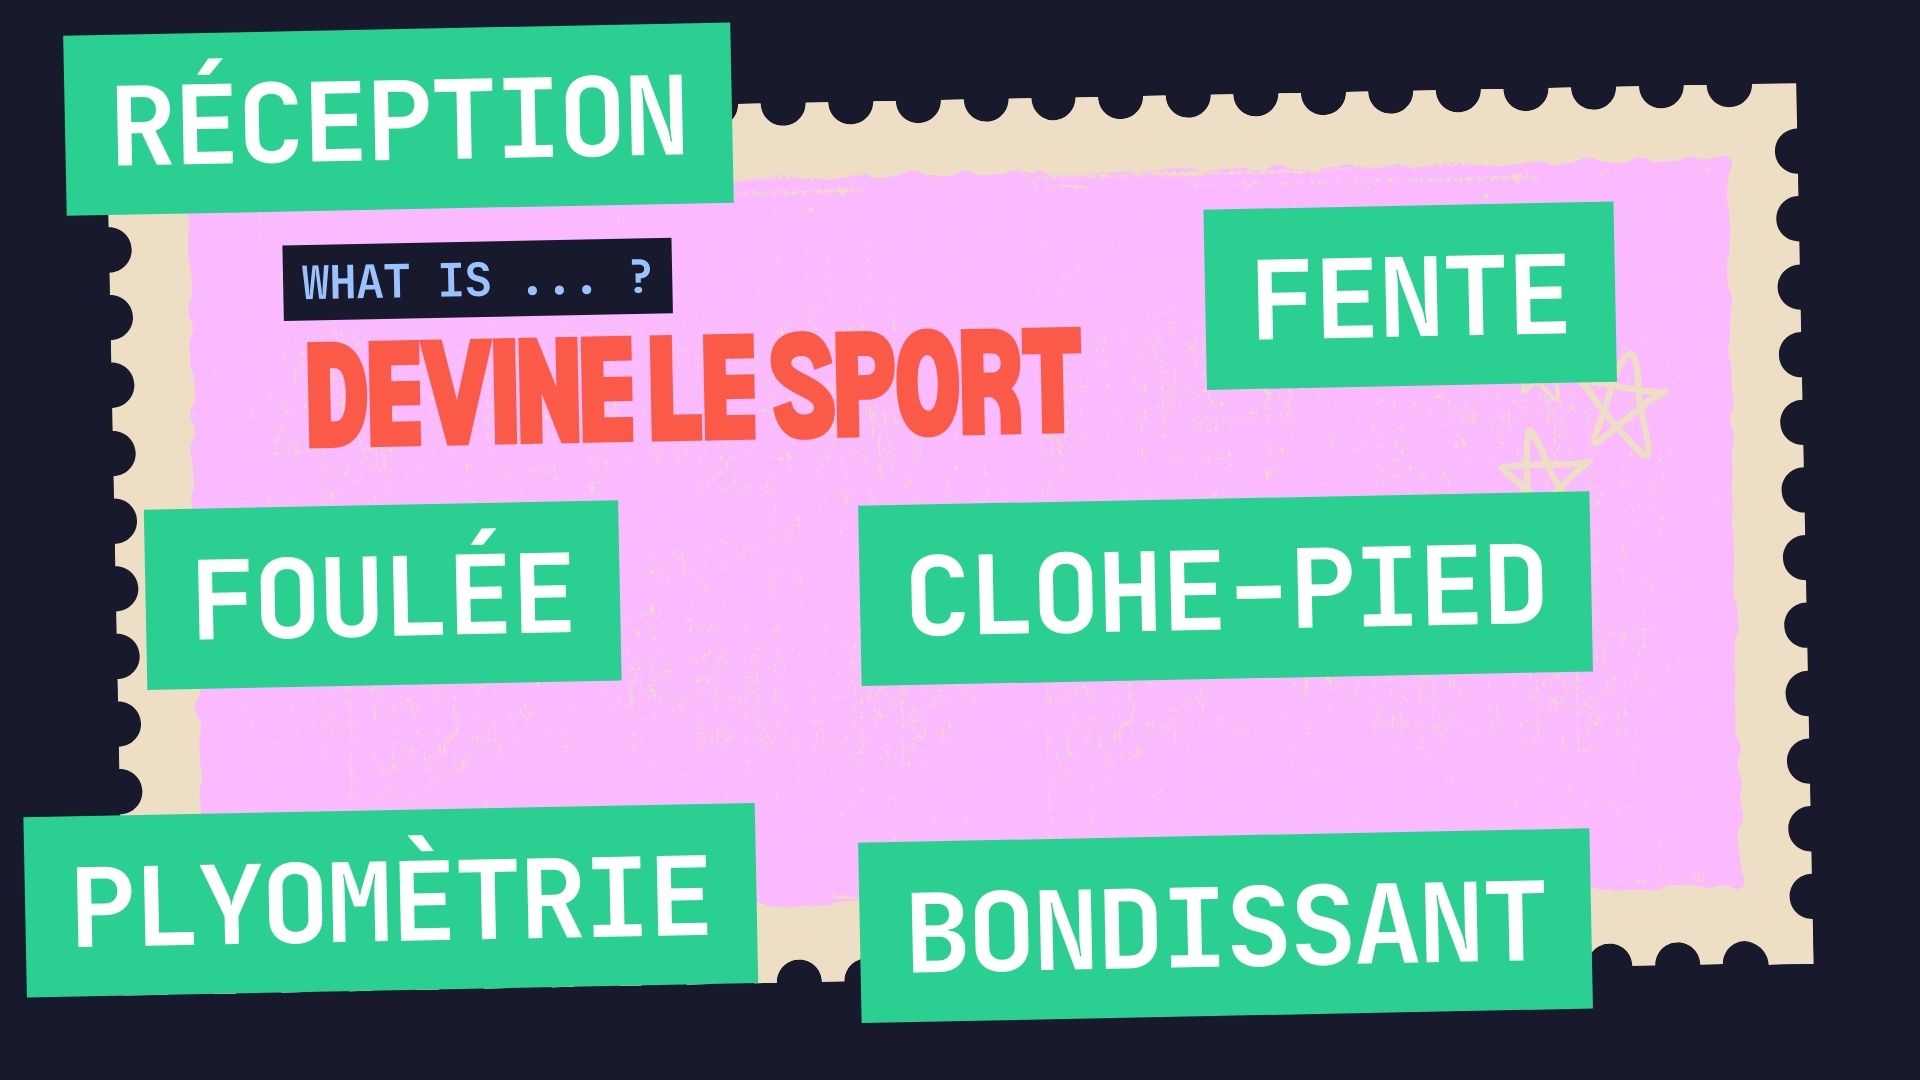 RÉCEPTION
WHAT IS ... ?
DEVINE LE SPORT
FENTE
FOULÉE
CLOHE-PIED
PLYOMÈTRIE
BONDISSANT